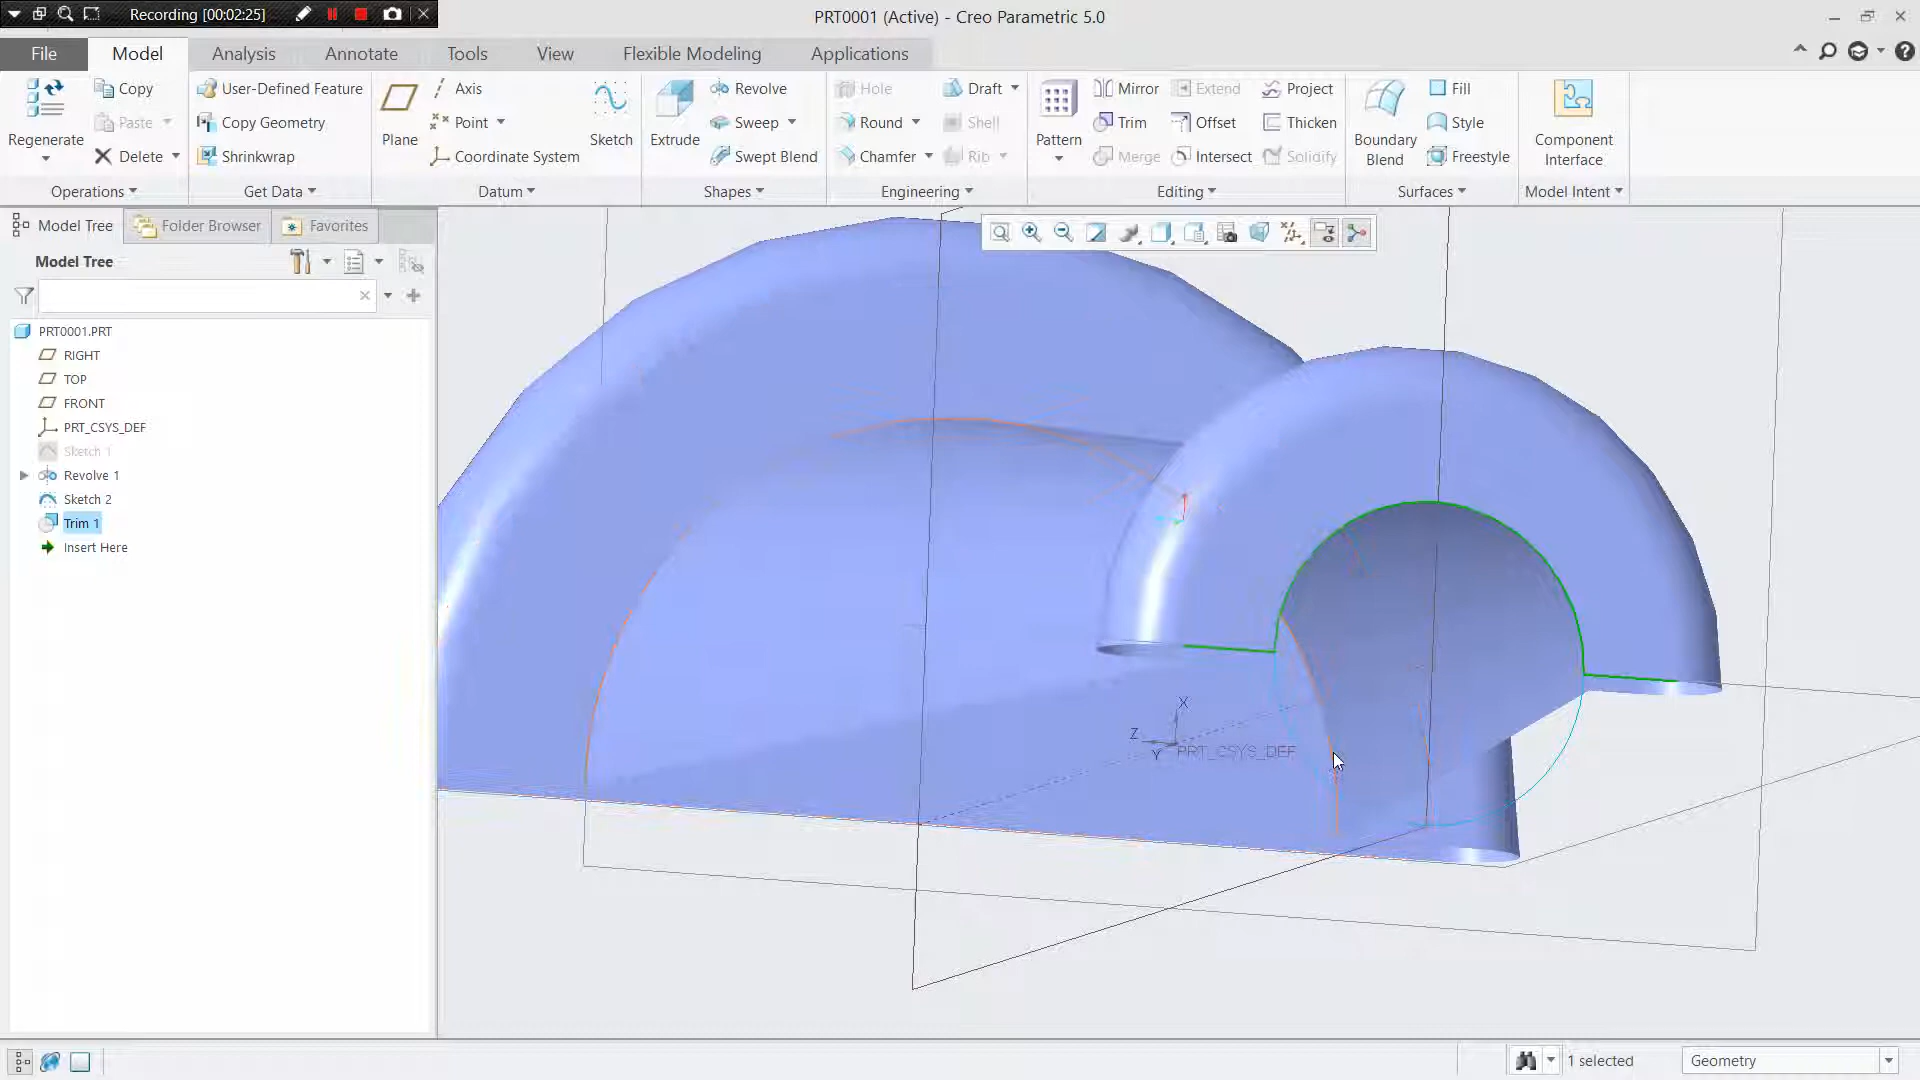 Recording [00:02:25]
PRT0001 (Active) - Creo Parametric 5.0
File
Model
Analysis
Annotate
Tools
View
Flexible Modeling
Applications
Regenerate
Copy
Paste
Delete
Operations
User-Defined Feature
Copy Geometry
Shrinkwrap
Get Data
Plane
Axis
Point
Coordinate System
Sketch
Datum
Extrude
Revolve
Sweep
Swept Blend
Shapes
Hole
Round
Chamfer
Draft
Shell
Rib
Engineering
Pattern
Mirror
Trim
Merge
Extend
Offset
Intersect
Project
Thicken
Solidify
Editing
Boundary
Blend
Fill
Style
Freestyle
Surfaces
Component
Interface
Model Intent
Model Tree
Folder Browser
Favorites
Model Tree
PRT0001.PRT
RIGHT
TOP
FRONT
PRT_CSYS_DEF
Sketch 1
Revolve 1
Sketch 2
Trim 1
Insert Here
X
Z
Y
PRT_CSYS_DEF
1 selected
Geometry